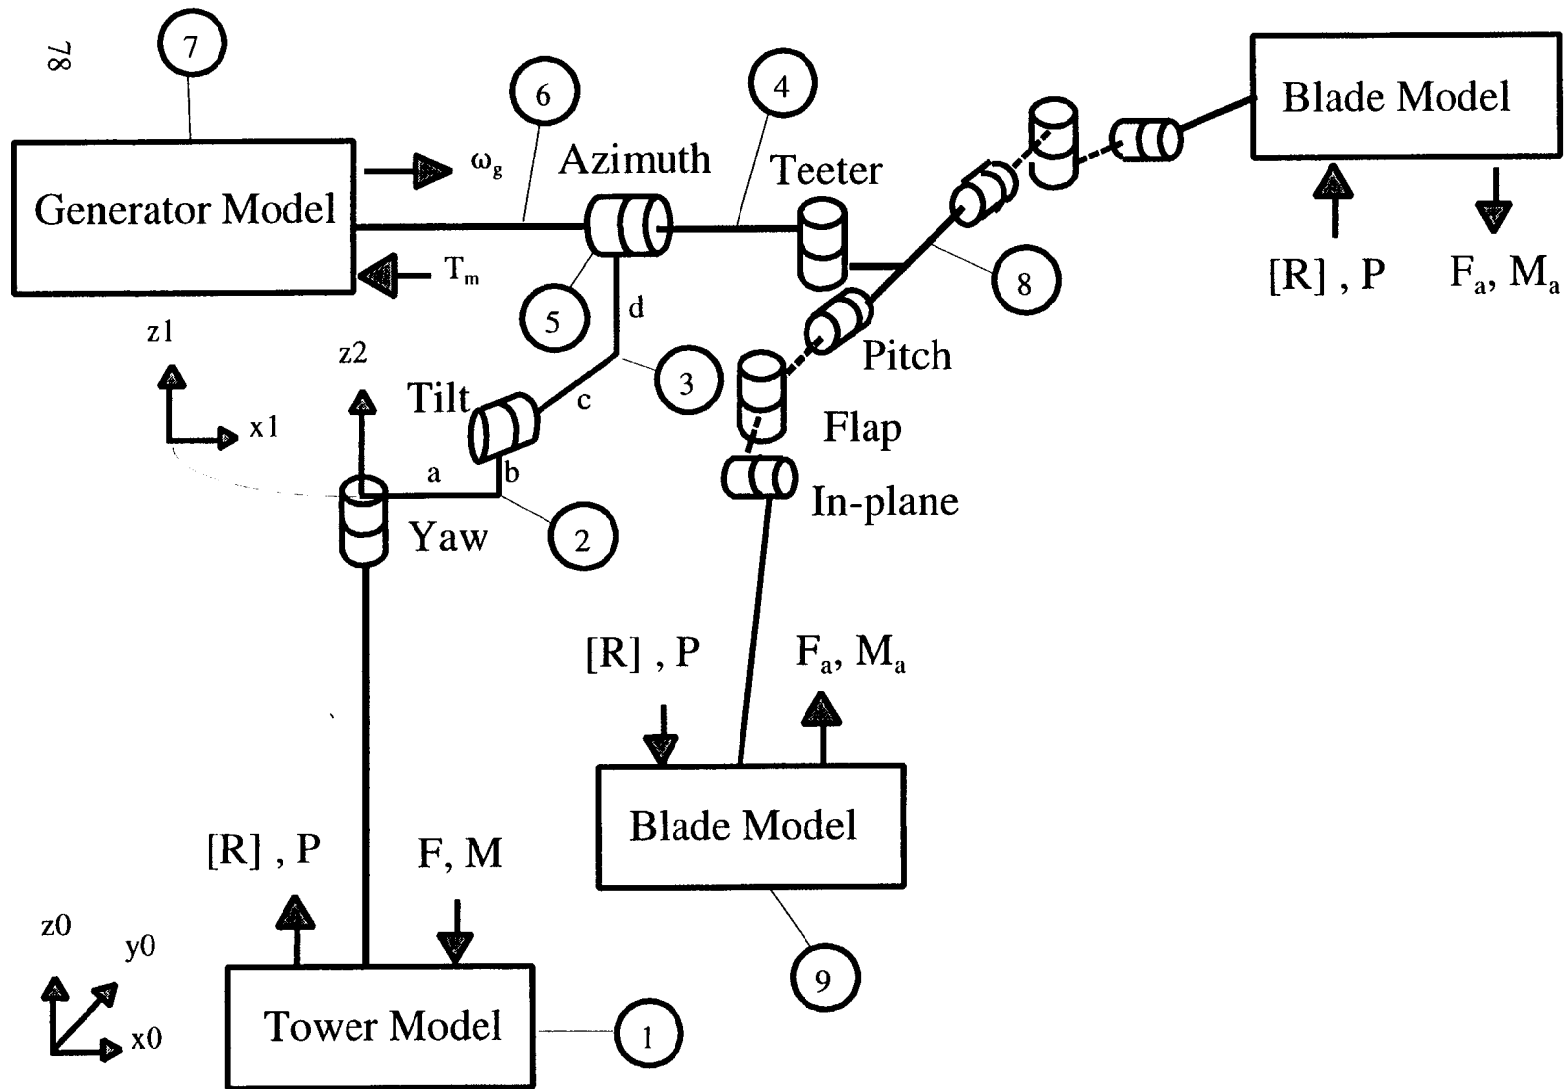 78
7
6
4
Blade Model
ω_g
Azimuth
Teeter
Generator Model
T_m
5
d
8
[R] , P
F_a, M_a
z1
x1
z2
Tilt
c
3
Pitch
a
b
Flap
Yaw
2
In-plane
[R] , P
F_a, M_a
Blade Model
[R] , P
F, M
9
z0
y0
x0
Tower Model
1